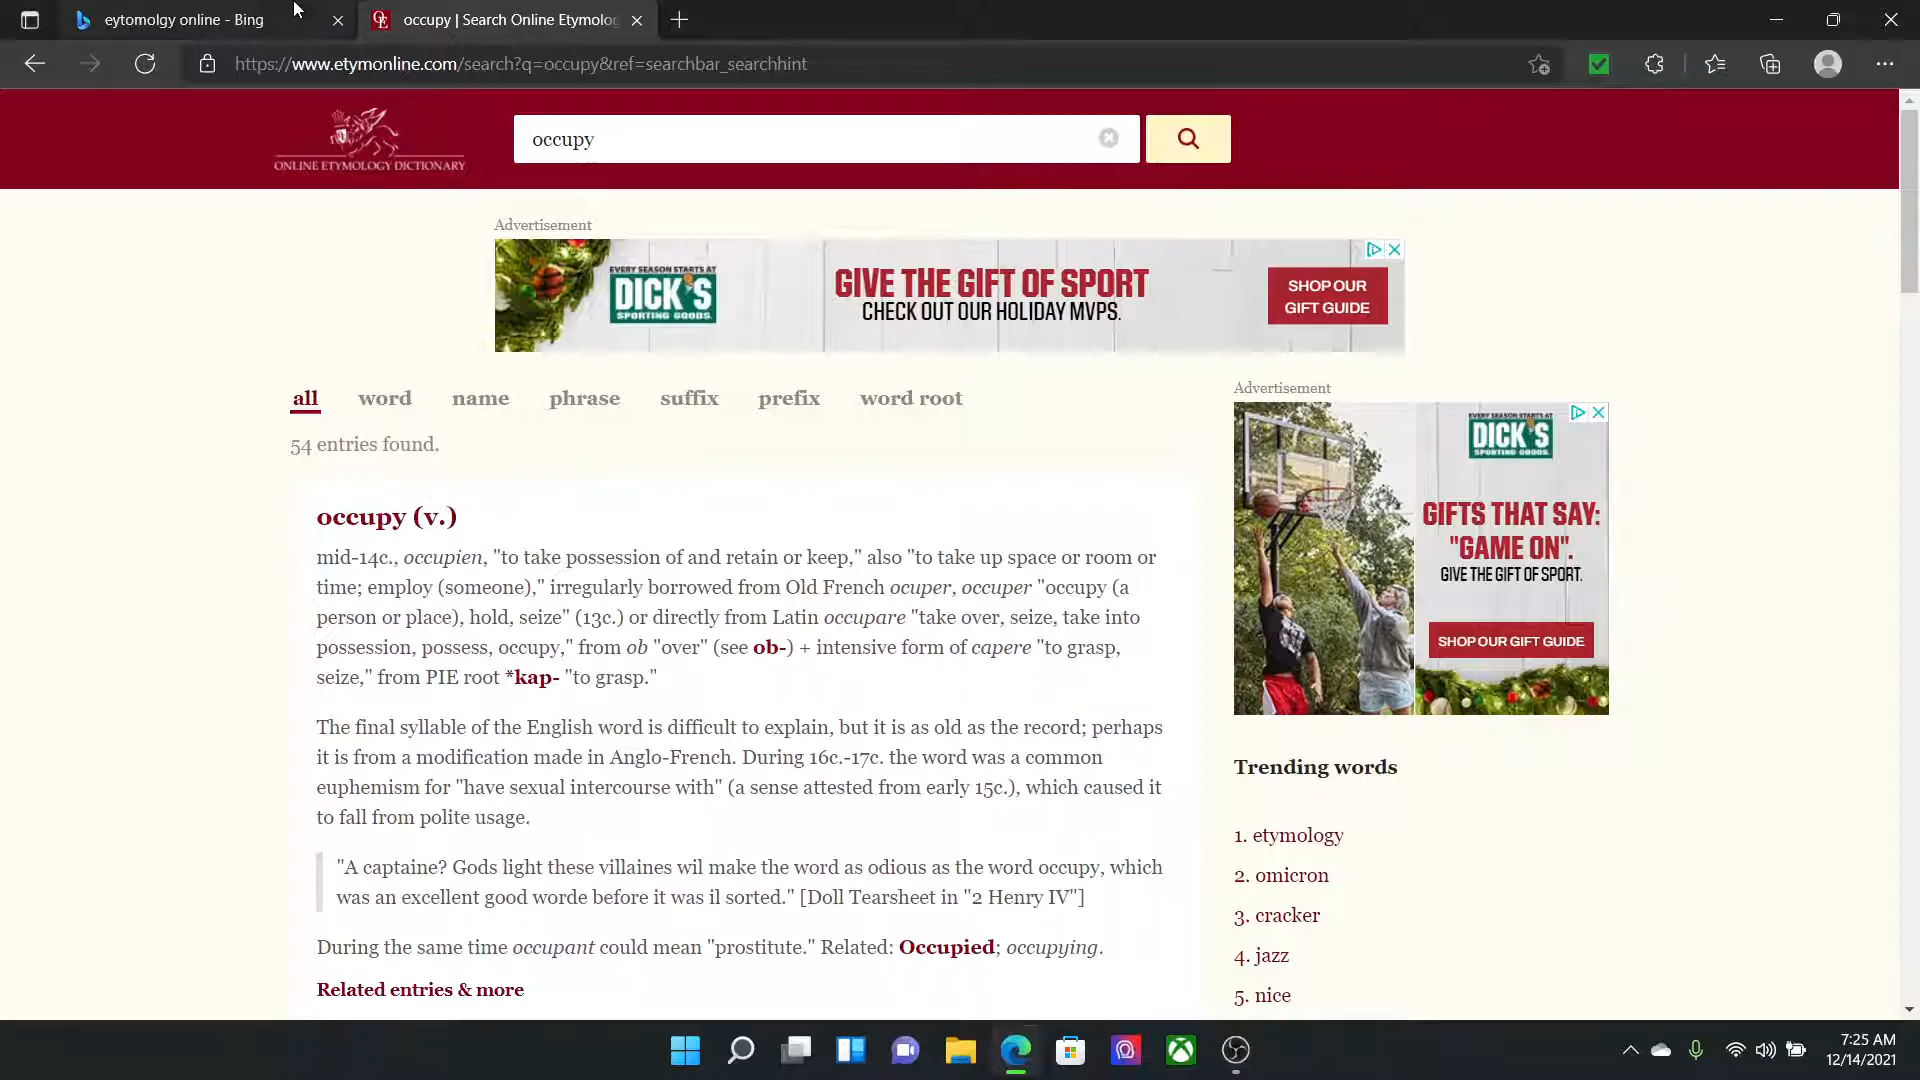 eytomolgy online - Bing
occupy | Search Online Etymolo
https://www.etymonline.com/search?q=occupy&ref=searchbar_searchhint
ONLINE ETYMOLOGY DICTIONARY
occupy
Advertisement
EVERY SEASON STARTS AT
DICK'S
SPORTING GOODS.
GIVE THE GIFT OF SPORT
CHECK OUT OUR HOLIDAY MVPS.
SHOP OUR
GIFT GUIDE
all word name phrase suffix prefix word root
54 entries found.
occupy (v.)
mid-14c., occupien, "to take possession of and retain or keep," also "to take up space or room or
time; employ (someone)," irregularly borrowed from Old French ocuper, occuper "occupy (a
person or place), hold, seize" (13c.) or directly from Latin occupare "take over, seize, take into
possession, possess, occupy," from ob "over" (see ob-) + intensive form of capere "to grasp,
seize," from PIE root *kap- "to grasp."
The final syllable of the English word is difficult to explain, but it is as old as the record; perhaps
it is from a modification made in Anglo-French. During 16c.-17c. the word was a common
euphemism for "have sexual intercourse with" (a sense attested from early 15c.), which caused it
to fall from polite usage.
"A captaine? Gods light these villaines wil make the word as odious as the word occupy, which
was an excellent good worde before it was il sorted." [Doll Tearsheet in "2 Henry IV"]
During the same time occupant could mean "prostitute." Related: Occupied; occupying.
Related entries & more
Advertisement
EVERY SEASON STARTS AT
DICK'S
SPORTING GOODS.
GIFTS THAT SAY:
"GAME ON".
GIVE THE GIFT OF SPORT.
SHOP OUR GIFT GUIDE
Trending words
1. etymology
2. omicron
3. cracker
4. jazz
5. nice
7:25 AM
12/14/2021